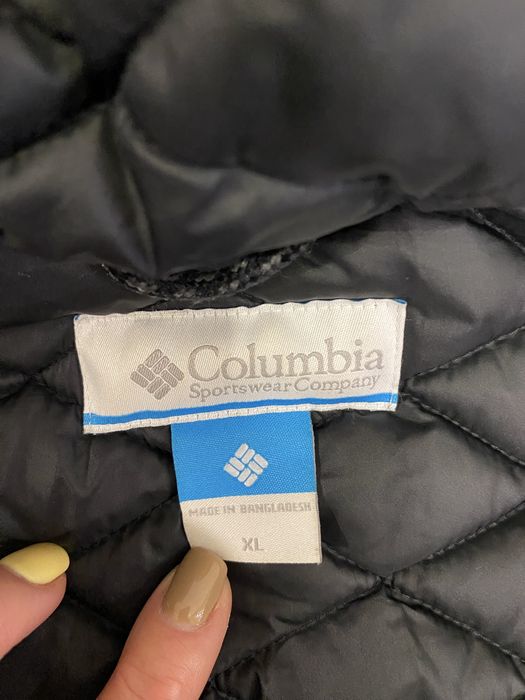 Columbia
Sportswear Company
MADE IN BANGLADESH
XL